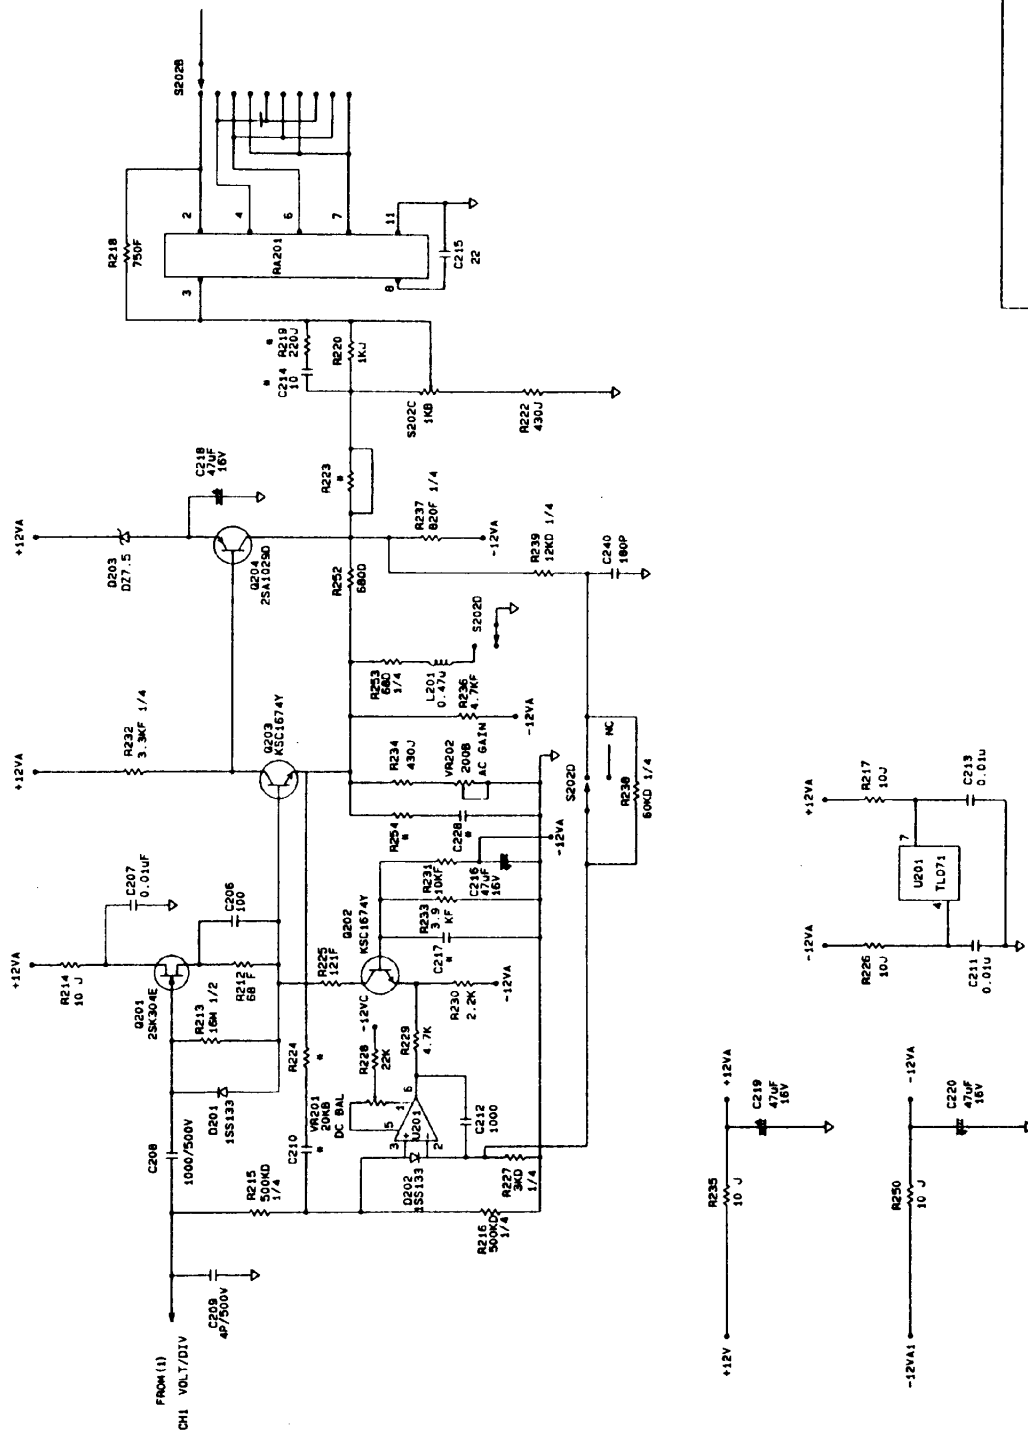 S202B
R218
750F
2
4
6
7
11
RA201
3
8
C215
22
*
R219
220J
*
C214
10
R220
1KJ
S202C
1KB
R222
430J
+12VA
D203
DZ7.5
C218
47uF
16V
Q204
2SA1029D
R223
*
R237
820F 1/4
-12VA
R252
680D
R239
12KD 1/4
C240
180P
+12VA
R232
3.3KF 1/4
Q203
KSC1674Y
R253
680
1/4
L201
0.47u
S202D
R236
4.7KF
-12VA
R234
430J
VR202
200B
AC GAIN
R254
*
C228
*
S202D
NC
R238
60KD 1/4
+12VA
R214
10 J
C207
0.01uF
Q201
2SK304E
C206
100
R212
68 F
R213
16M 1/2
D201
1SS133
R225
121F
Q202
KSC1674Y
R231
10KF
C216
47uF
16V
-12VA
R233
3.9
KF
C217
*
-12VC
R230
2.2K
-12VA
R224
*
R228
22K
R229
4.7K
VR201
20KB
DC BAL
C210
*
1
5
6
3
2
U201
C212
1000
D202
1SS133
R227
3KD
1/4
C208
1000/500V
R215
500KD
1/4
R216
500KD
1/4
C209
4P/500V
FROM(1)
CH1 VOLT/DIV
+12VA
R217
10J
C213
0.01u
7
U201
TL071
4
-12VA
R226
10J
C211
0.01u
+12VA
C219
47uF
16V
R235
10 J
+12V
-12VA
C220
47uF
16V
R250
10 J
-12VA1